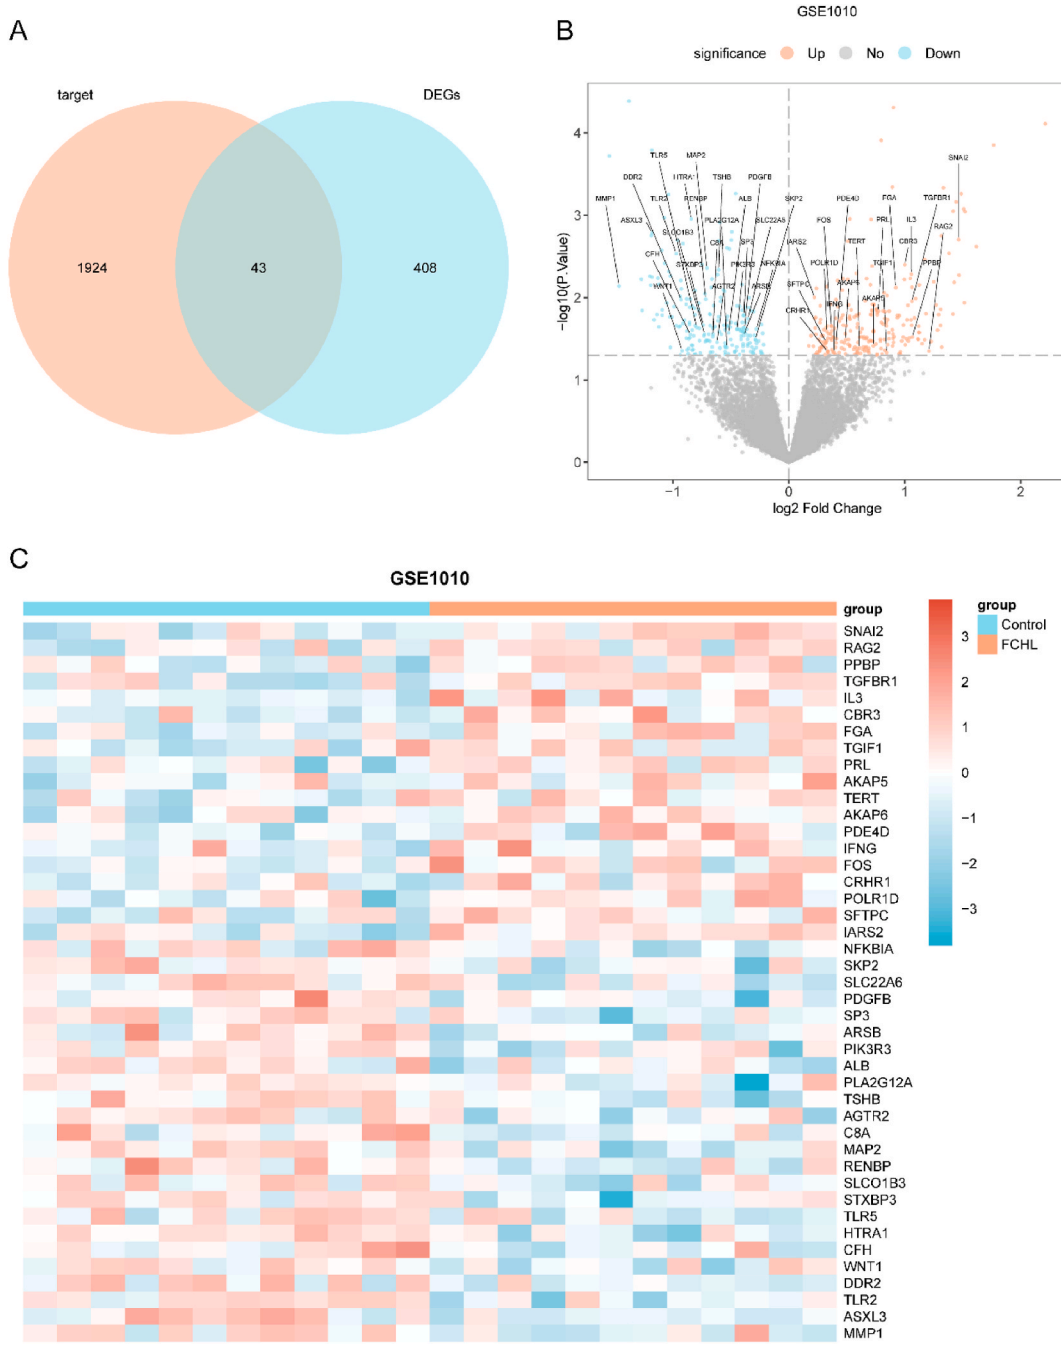 A
target
DEGs
1924
43
408
B
GSE1010
significance Up No Down
−log10(P.Value)
4
3
2
1
0
−1 0 1 2
log2 Fold Change
TLR5 MAP2 SNAI2
DDR2 HTRA1 TSHB PDGFB
MMP1 TLR2 RENBP ALB SKP2 PDE4D FGA TGFBR1
ASXL3 PLA2G12A SLC22A6 FOS PRL IL3 RAG2
SLCO1B3
C8A SP3 IARS2 TERT CBR3
CFH STXBP3 PIK3R3 NFKBIA POLR1D TGIF1 PPBP
WNT1 AGTR2 ARSB SFTPC AKAP5
IFNG AKAP6
CRHR1
C
GSE1010
group
SNAI2
RAG2
PPBP
TGFBR1
IL3
CBR3
FGA
TGIF1
PRL
AKAP5
TERT
AKAP6
PDE4D
IFNG
FOS
CRHR1
POLR1D
SFTPC
IARS2
NFKBIA
SKP2
SLC22A6
PDGFB
SP3
ARSB
PIK3R3
ALB
PLA2G12A
TSHB
AGTR2
C8A
MAP2
RENBP
SLCO1B3
STXBP3
TLR5
HTRA1
CFH
WNT1
DDR2
TLR2
ASXL3
MMP1
3
2
1
0
−1
−2
−3
group
Control
FCHL